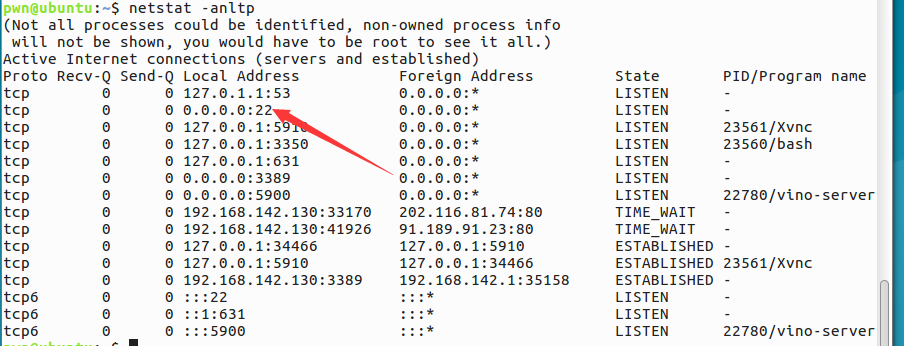 pwn@ubuntu:~$ netstat -anltp
(Not all processes could be identified, non-owned process info
 will not be shown, you would have to be root to see it all.)
Active Internet connections (servers and established)
Proto Recv-Q Send-Q Local Address           Foreign Address         State       PID/Program name
tcp        0      0 127.0.1.1:53            0.0.0.0:*               LISTEN      -
tcp        0      0 0.0.0.0:22              0.0.0.0:*               LISTEN      -
tcp        0      0 127.0.0.1:5910          0.0.0.0:*               LISTEN      23561/Xvnc
tcp        0      0 127.0.0.1:3350          0.0.0.0:*               LISTEN      23560/bash
tcp        0      0 127.0.0.1:631           0.0.0.0:*               LISTEN      -
tcp        0      0 0.0.0.0:3389            0.0.0.0:*               LISTEN      -
tcp        0      0 0.0.0.0:5900            0.0.0.0:*               LISTEN      22780/vino-server
tcp        0      0 192.168.142.130:33170   202.116.81.74:80        TIME_WAIT   -
tcp        0      0 192.168.142.130:41926   91.189.91.23:80         TIME_WAIT   -
tcp        0      0 127.0.0.1:34466         127.0.0.1:5910          ESTABLISHED -
tcp        0      0 127.0.0.1:5910          127.0.0.1:34466         ESTABLISHED 23561/Xvnc
tcp        0      0 192.168.142.130:3389    192.168.142.1:35158     ESTABLISHED -
tcp6       0      0 :::22                   :::*                    LISTEN      -
tcp6       0      0 ::1:631                 :::*                    LISTEN      -
tcp6       0      0 :::5900                 :::*                    LISTEN      22780/vino-server
pwn@ubuntu:~$